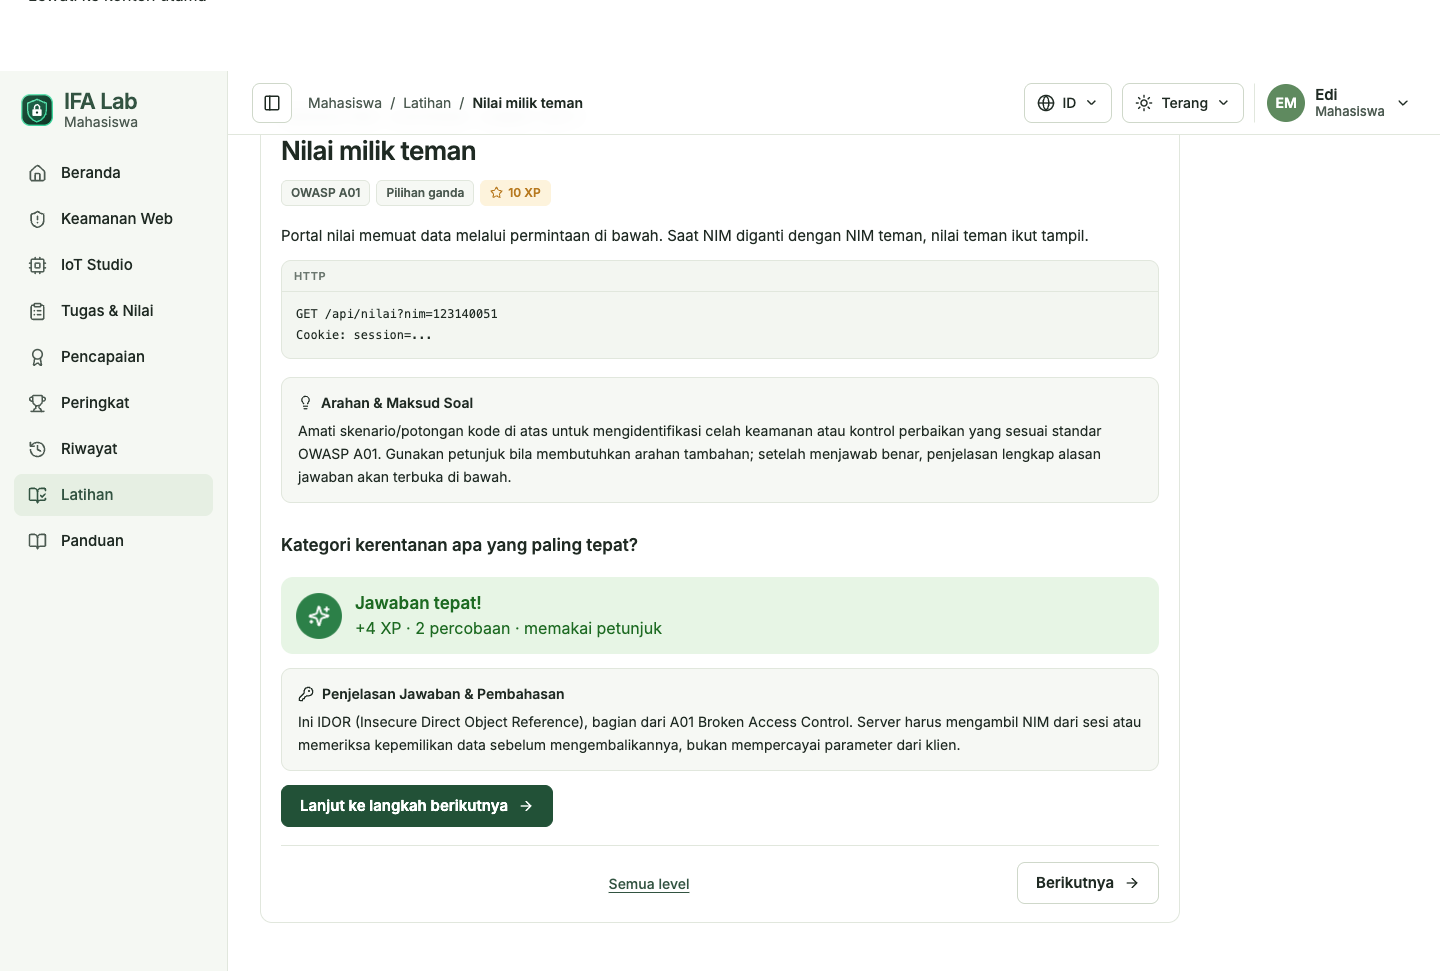 IFA Lab
Mahasiswa
Beranda
Keamanan Web
IoT Studio
Tugas & Nilai
Pencapaian
Peringkat
Riwayat
Latihan
Panduan
Mahasiswa / Latihan / Nilai milik teman
ID
Terang
EM
Edi
Mahasiswa
Nilai milik teman
OWASP A01
Pilihan ganda
10 XP
Portal nilai memuat data melalui permintaan di bawah. Saat NIM diganti dengan NIM teman, nilai teman ikut tampil.
HTTP
GET /api/nilai?nim=123140051
Cookie: session=...
Arahan & Maksud Soal
Amati skenario/potongan kode di atas untuk mengidentifikasi celah keamanan atau kontrol perbaikan yang sesuai standar
OWASP A01. Gunakan petunjuk bila membutuhkan arahan tambahan; setelah menjawab benar, penjelasan lengkap alasan
jawaban akan terbuka di bawah.
Kategori kerentanan apa yang paling tepat?
Jawaban tepat!
+4 XP · 2 percobaan · memakai petunjuk
Penjelasan Jawaban & Pembahasan
Ini IDOR (Insecure Direct Object Reference), bagian dari A01 Broken Access Control. Server harus mengambil NIM dari sesi atau
memeriksa kepemilikan data sebelum mengembalikannya, bukan mempercayai parameter dari klien.
Lanjut ke langkah berikutnya
Semua level
Berikutnya